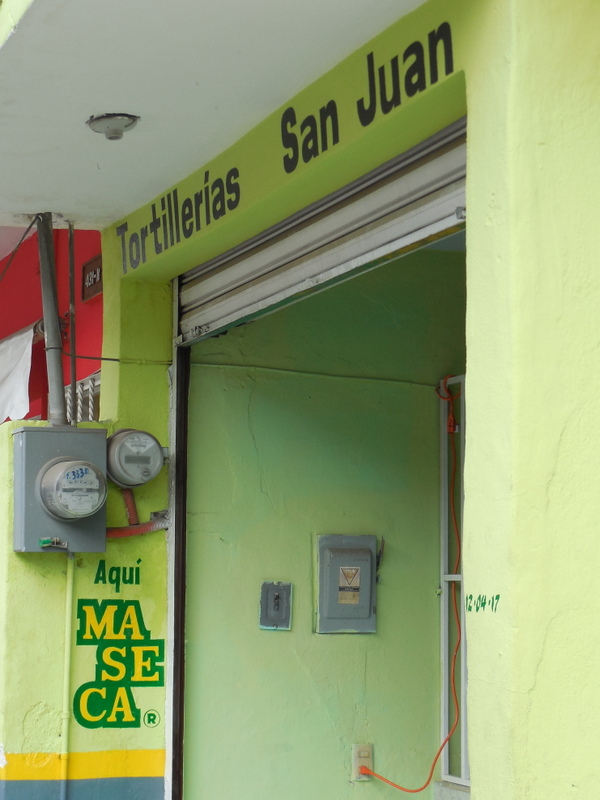 Tortillerías San Juan
Aquí
MA
SE
CA
®
12·04·17